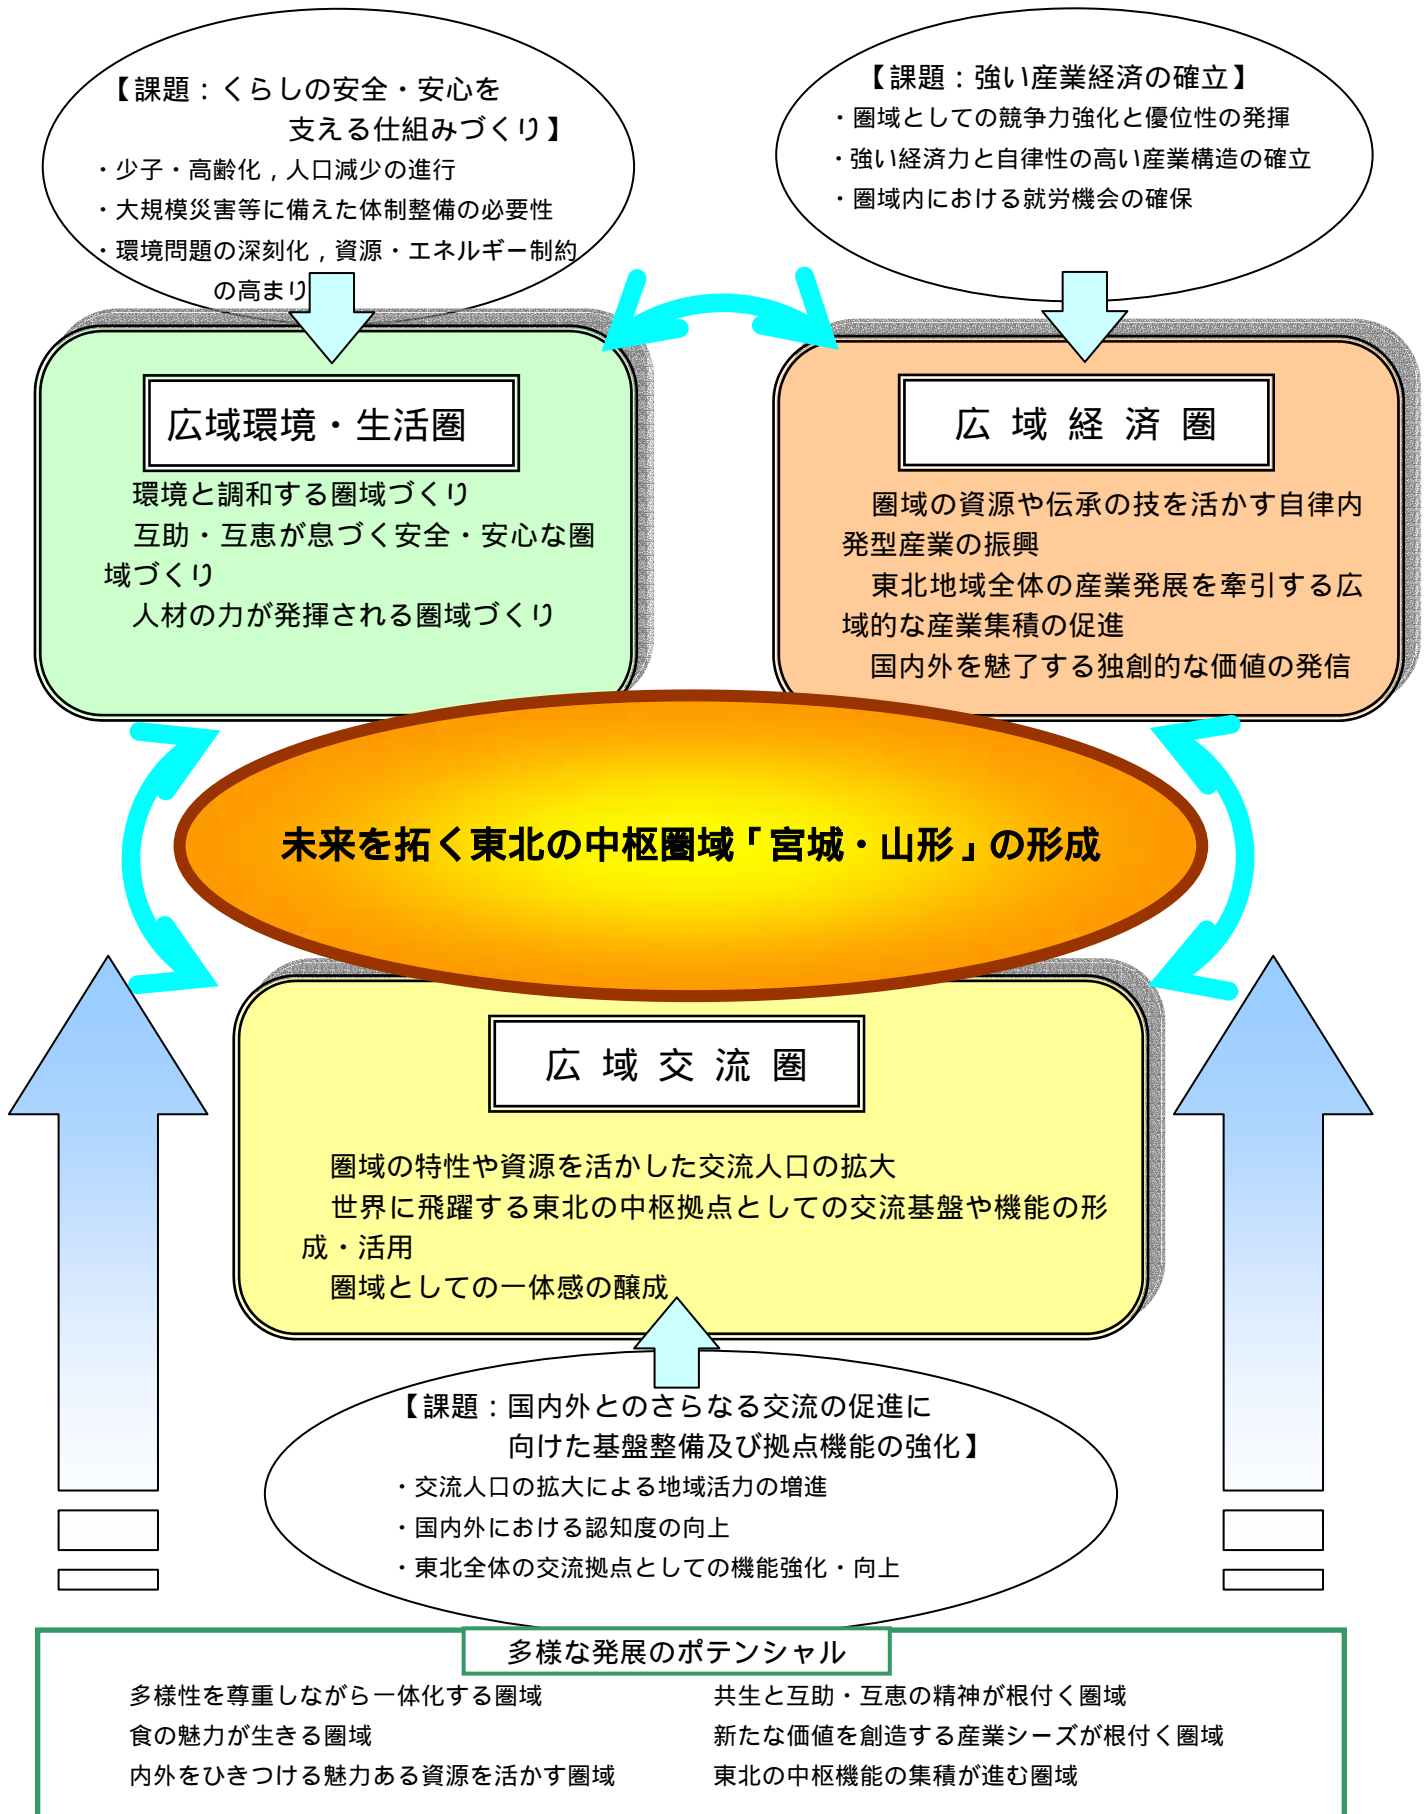 【課題：くらしの安全・安心を
支える仕組みづくり】
・少子・高齢化，人口減少の進行
・大規模災害等に備えた体制整備の必要性
・環境問題の深刻化，資源・エネルギー制約
の高まり
【課題：強い産業経済の確立】
・圏域としての競争力強化と優位性の発揮
・強い経済力と自律性の高い産業構造の確立
・圏域内における就労機会の確保
広域環境・生活圏
環境と調和する圏域づくり
互助・互恵が息づく安全・安心な圏
域づくり
人材の力が発揮される圏域づくり
広域経済圏
圏域の資源や伝承の技を活かす自律内
発型産業の振興
東北地域全体の産業発展を牽引する広
域的な産業集積の促進
国内外を魅了する独創的な価値の発信
未来を拓く東北の中枢圏域「宮城・山形」の形成
広域交流圏
圏域の特性や資源を活かした交流人口の拡大
世界に飛躍する東北の中枢拠点としての交流基盤や機能の形
成・活用
圏域としての一体感の醸成
【課題：国内外とのさらなる交流の促進に
向けた基盤整備及び拠点機能の強化】
・交流人口の拡大による地域活力の増進
・国内外における認知度の向上
・東北全体の交流拠点としての機能強化・向上
多様な発展のポテンシャル
多様性を尊重しながら一体化する圏域
食の魅力が生きる圏域
内外をひきつける魅力ある資源を活かす圏域
共生と互助・互恵の精神が根付く圏域
新たな価値を創造する産業シーズが根付く圏域
東北の中枢機能の集積が進む圏域